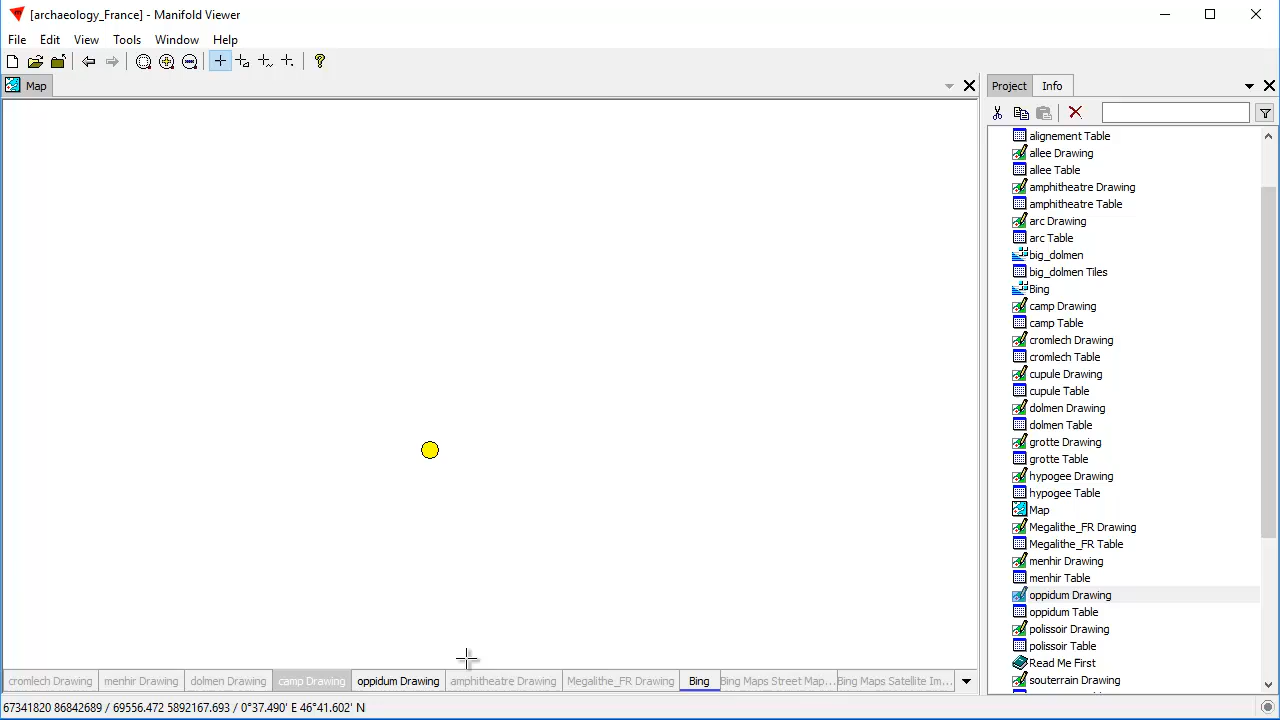 [archaeology_France] - Manifold Viewer
File Edit View Tools Window Help
Map
Project Info
alignement Table
allee Drawing
allee Table
amphitheatre Drawing
amphitheatre Table
arc Drawing
arc Table
big_dolmen
big_dolmen Tiles
Bing
camp Drawing
camp Table
cromlech Drawing
cromlech Table
cupule Drawing
cupule Table
dolmen Drawing
dolmen Table
grotte Drawing
grotte Table
hypogee Drawing
hypogee Table
Map
Megalithe_FR Drawing
Megalithe_FR Table
menhir Drawing
menhir Table
oppidum Drawing
oppidum Table
polissoir Drawing
polissoir Table
Read Me First
souterrain Drawing
cromlech Drawing menhir Drawing dolmen Drawing camp Drawing oppidum Drawing amphitheatre Drawing Megalithe_FR Drawing Bing Bing Maps Street Map... Bing Maps Satellite Im...
67341820 86842689 / 69556.472 5892167.693 / 0°37.490' E 46°41.602' N